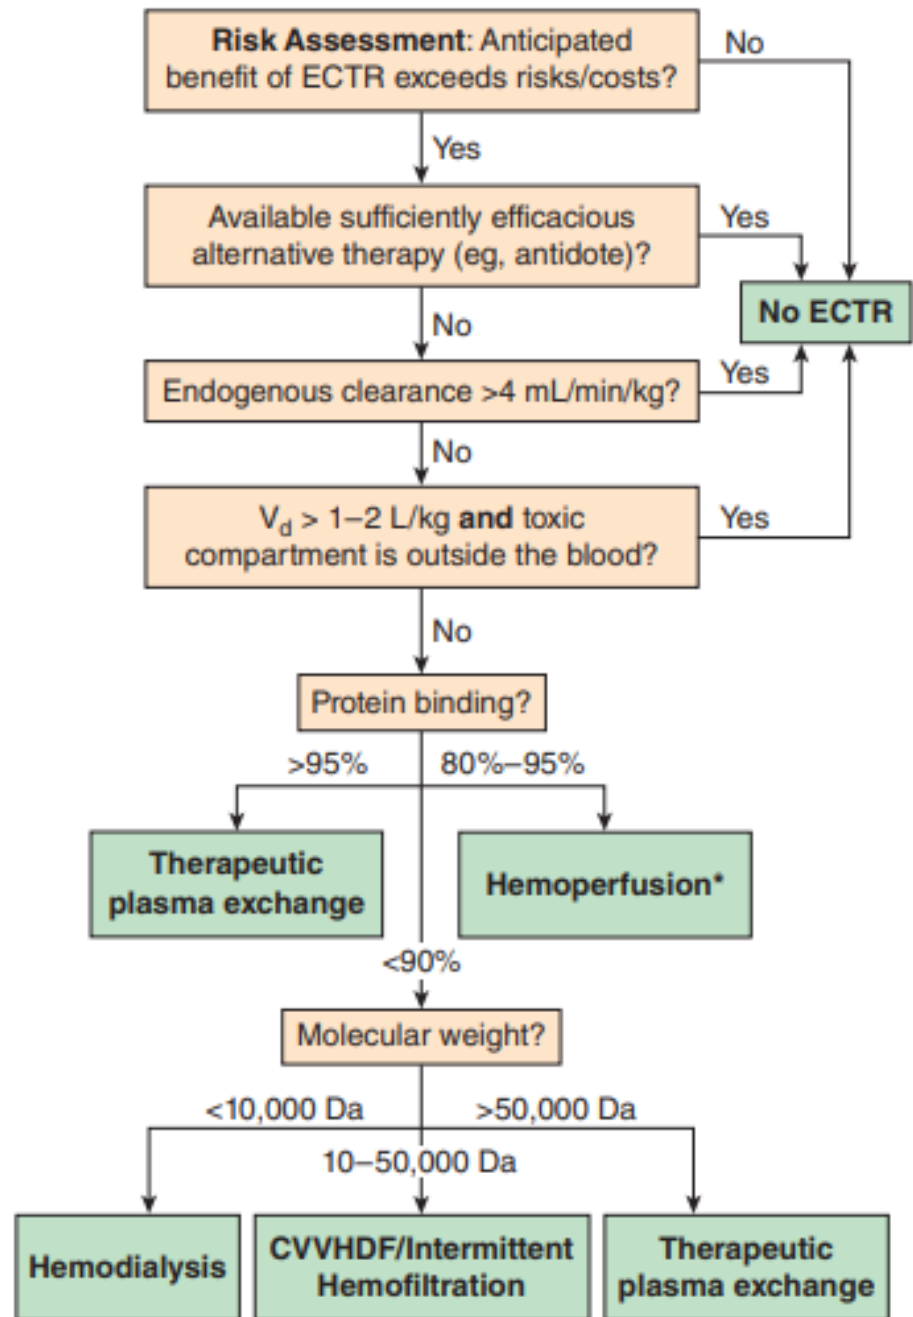 Risk Assessment: Anticipated
benefit of ECTR exceeds risks/costs?
No
Yes
Available sufficiently efficacious
alternative therapy (eg, antidote)?
Yes
No ECTR
No
Endogenous clearance >4 mL/min/kg?
Yes
No
Vd > 1–2 L/kg and toxic
compartment is outside the blood?
Yes
No
Protein binding?
>95%
80%–95%
Therapeutic
plasma exchange
Hemoperfusion*
<90%
Molecular weight?
<10,000 Da
>50,000 Da
10–50,000 Da
Hemodialysis
CVVHDF/Intermittent
Hemofiltration
Therapeutic
plasma exchange